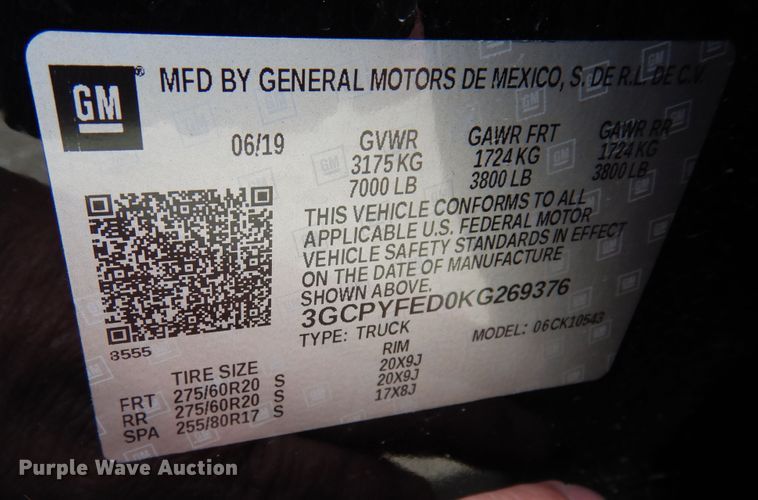 GM® MFD BY GENERAL MOTORS DE MEXICO, S. DE R.L. DE C.V.
06/19 GVWR GAWR FRT GAWR RR
3175 KG 1724 KG 1724 KG
7000 LB 3800 LB 3800 LB
THIS VEHICLE CONFORMS TO ALL
APPLICABLE U.S. FEDERAL MOTOR
VEHICLE SAFETY STANDARDS IN EFFECT
ON THE DATE OF MANUFACTURE
SHOWN ABOVE.
3GCPYFED0KG269376
TYPE: TRUCK MODEL: 06CK10543
8555
TIRE SIZE RIM
FRT 275/60R20 S 20X9J
RR 275/60R20 S 20X9J
SPA 255/80R17 S 17X8J
Purple Wave Auction